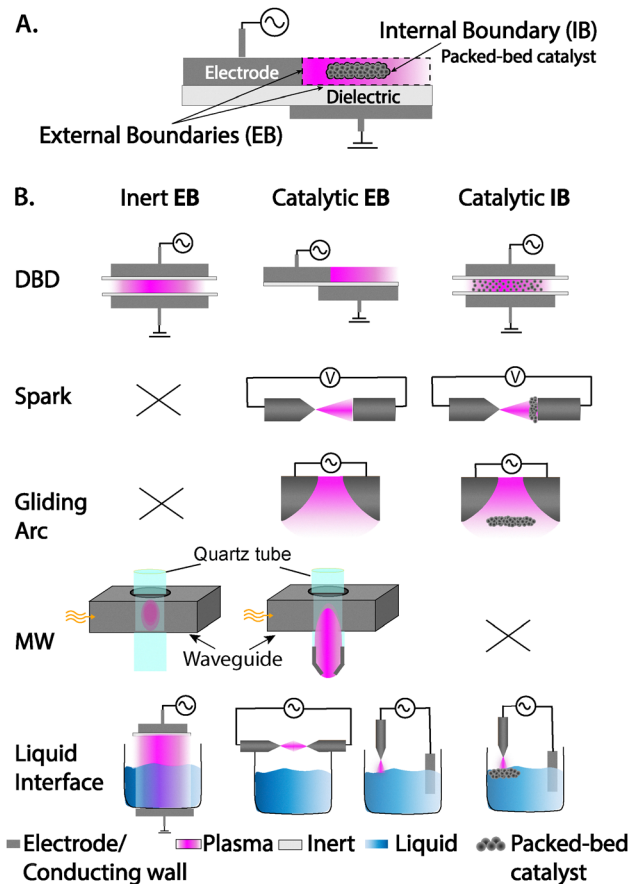 A.
Internal Boundary (IB)
Packed-bed catalyst
Electrode
Dielectric
External Boundaries (EB)
B.
Inert EB Catalytic EB Catalytic IB
DBD
Spark
V V
Gliding
Arc
Quartz tube
MW
Waveguide
Liquid
Interface
Electrode/
Conducting wall
Plasma
Inert
Liquid
Packed-bed
catalyst